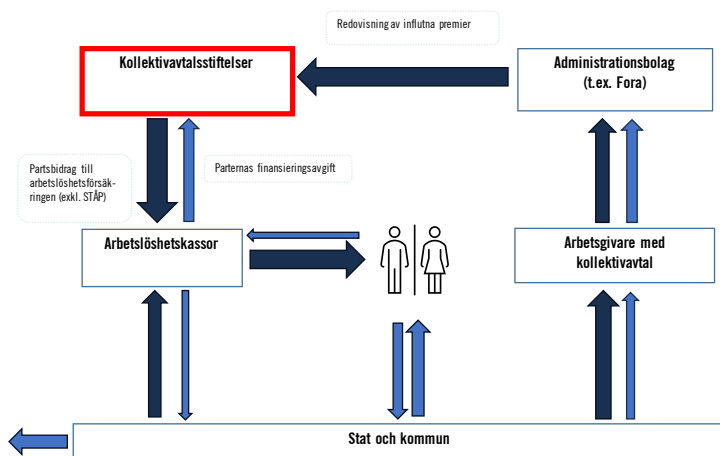 Redovisning av influtna premier
Kollektivavtalsstiftelser
Administrationsbolag
(t.ex. Fora)
Partsbidrag till
arbetslöshetsförsäk-
ringen (exkl. STÅP)
Parternas finansieringsavgift
Arbetslöshetskassor
Arbetsgivare med
kollektivavtal
Stat och kommun